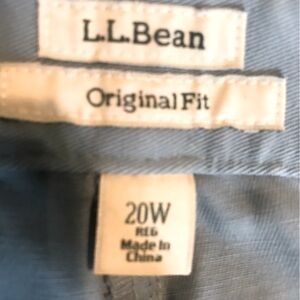 L.L.Bean
Original Fit
20W
REG
Made In
China